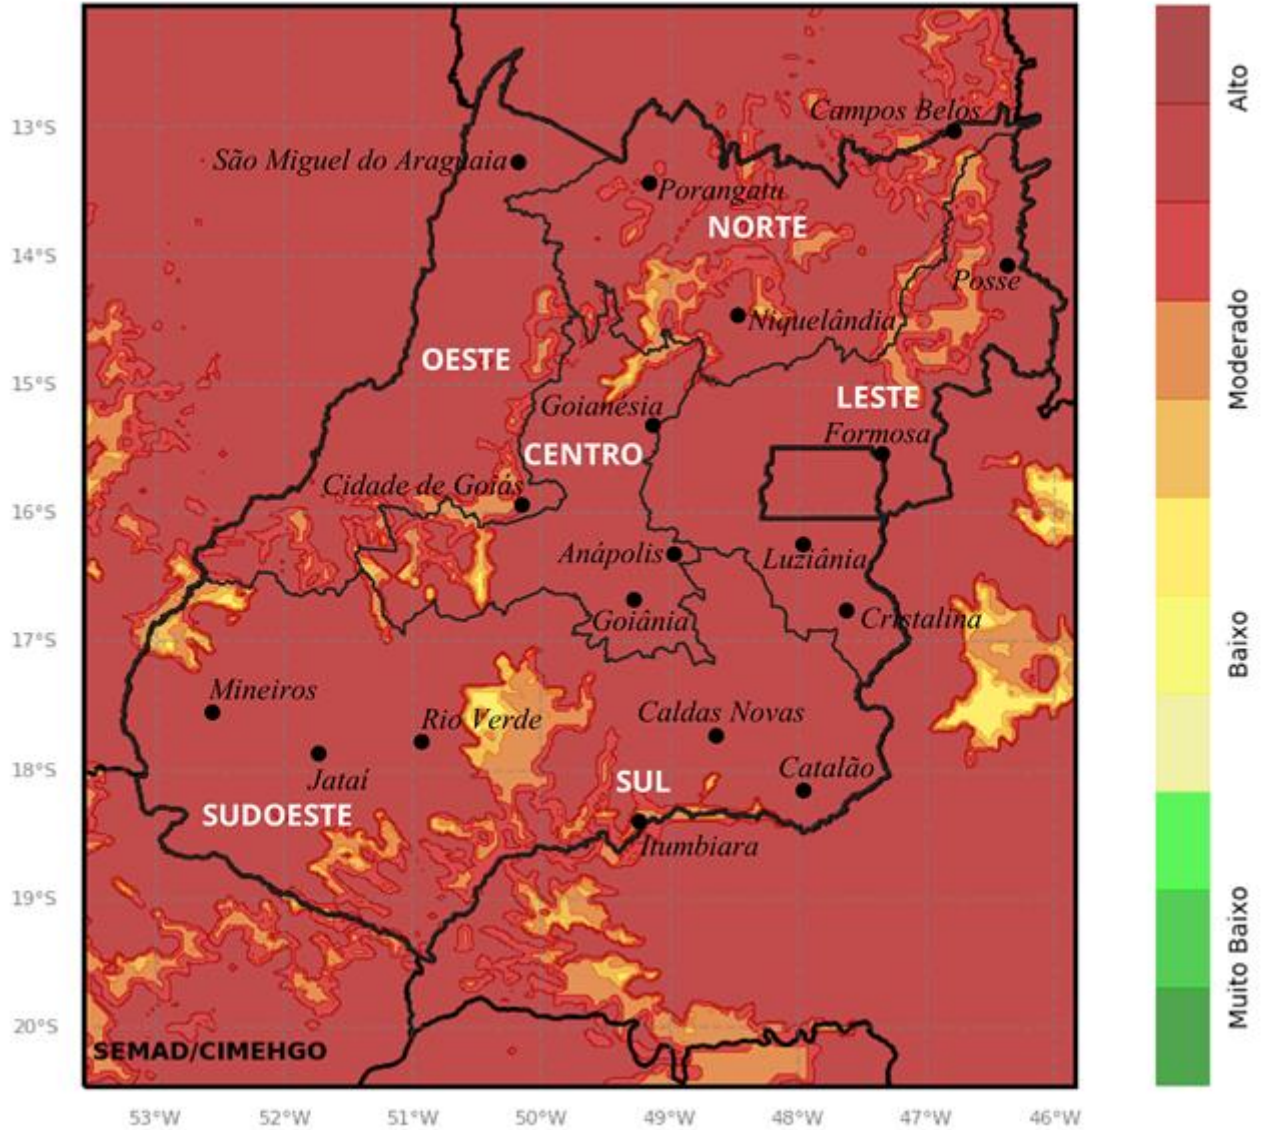 Campos Belos
13°S
São Miguel do Araguaia
Porangatu
NORTE
14°S
Posse
Niquelândia
OESTE
15°S
LESTE
Goianésia
Formosa
CENTRO
Cidade de Goiás
16°S
Anápolis
Luziânia
Goiânia
Cristalina
17°S
Mineiros
Rio Verde
Caldas Novas
18°S
Jataí
SUL
Catalão
SUDOESTE
Itumbiara
19°S
20°S
SEMAD/CIMEHGO
53°W 52°W 51°W 50°W 49°W 48°W 47°W 46°W
Alto
Moderado
Baixo
Muito Baixo